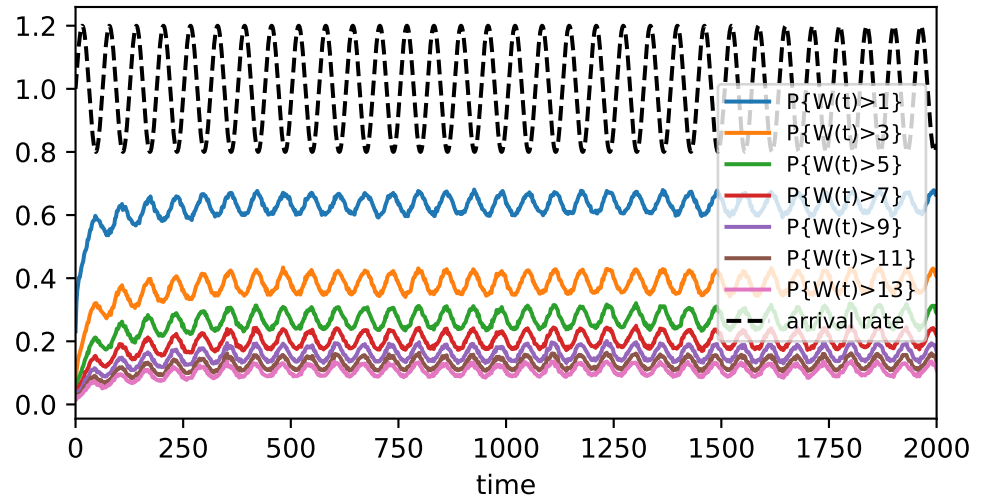 1.2
1.0
0.8
0.6
0.4
0.2
0.0
P{W(t)>1}
P{W(t)>3}
P{W(t)>5}
P{W(t)>7}
P{W(t)>9}
P{W(t)>11}
P{W(t)>13}
arrival rate
0 250 500 750 1000 1250 1500 1750 2000
time